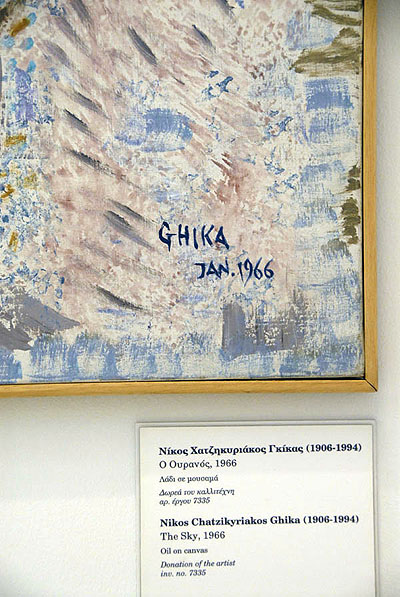 GHIKA
JAN. 1966
Νίκος Χατζηκυριάκος Γκίκας (1906-1994)
Ο Ουρανός, 1966
Λάδι σε μουσαμά
Δωρεά του καλλιτέχνη
αρ. έργου 7335
Nikos Chatzikyriakos Ghika (1906-1994)
The Sky, 1966
Oil on canvas
Donation of the artist
inv. no. 7335